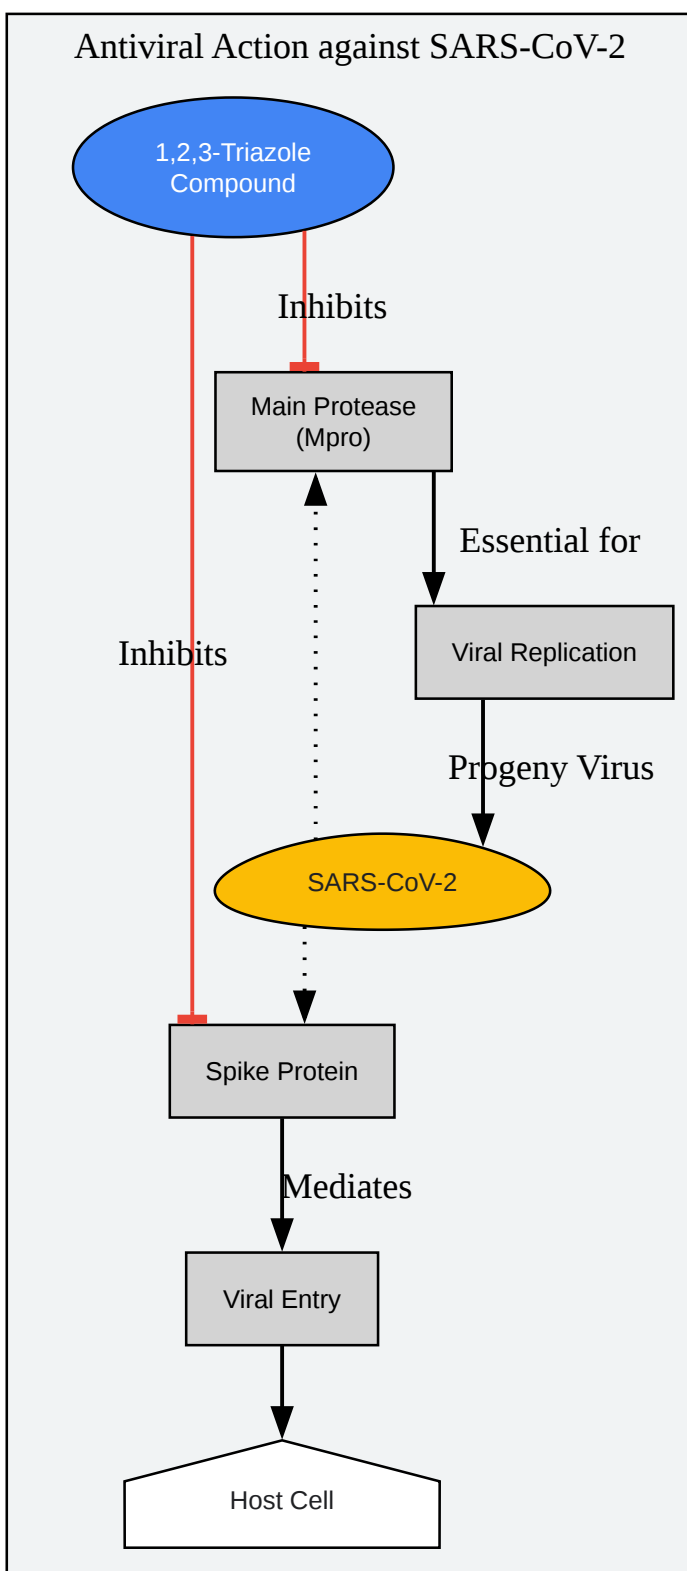 Antiviral Action against SARS-CoV-2
1,2,3-Triazole
Compound
Inhibits
Main Protease
(Mpro)
Essential for
Viral Replication
Inhibits
Progeny Virus
SARS-CoV-2
Spike Protein
Mediates
Viral Entry
Host Cell